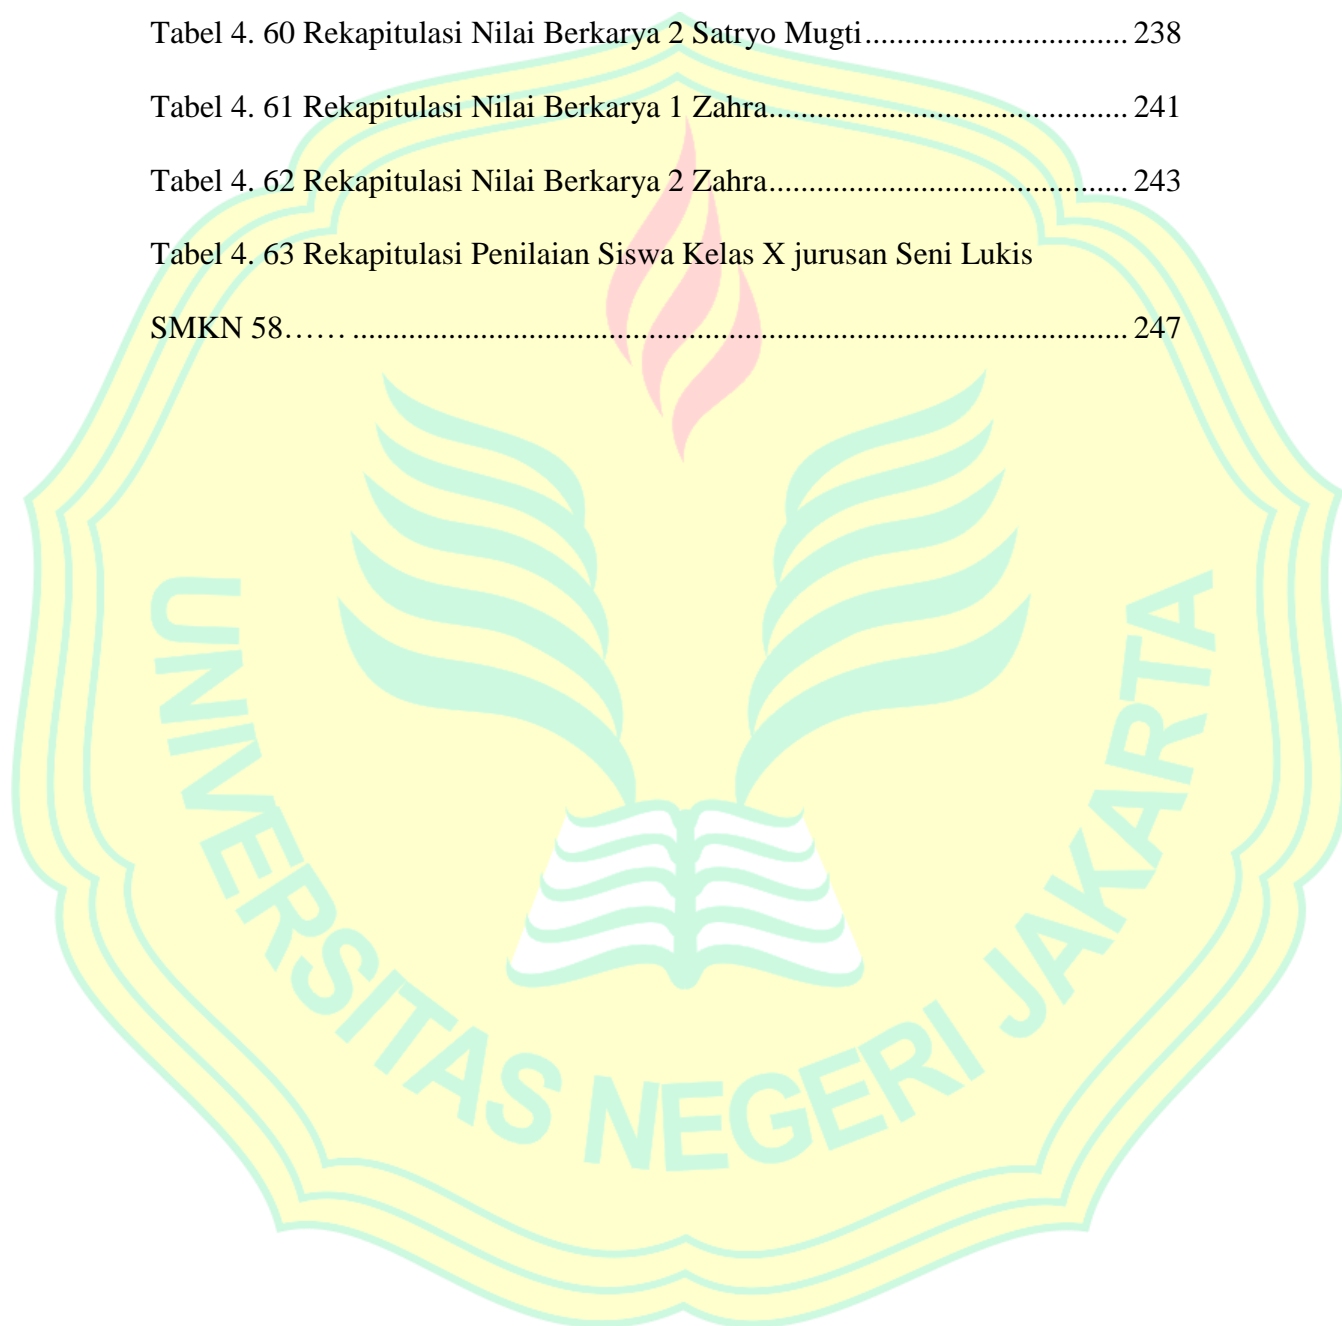 Tabel 4. 60 Rekapitulasi Nilai Berkarya 2 Satryo Mugti................................. 238
Tabel 4. 61 Rekapitulasi Nilai Berkarya 1 Zahra............................................. 241
Tabel 4. 62 Rekapitulasi Nilai Berkarya 2 Zahra............................................. 243
Tabel 4. 63 Rekapitulasi Penilaian Siswa Kelas X jurusan Seni Lukis
SMKN 58…… ................................................................................................. 247
UNIVERSITAS NEGERI JAKARTA